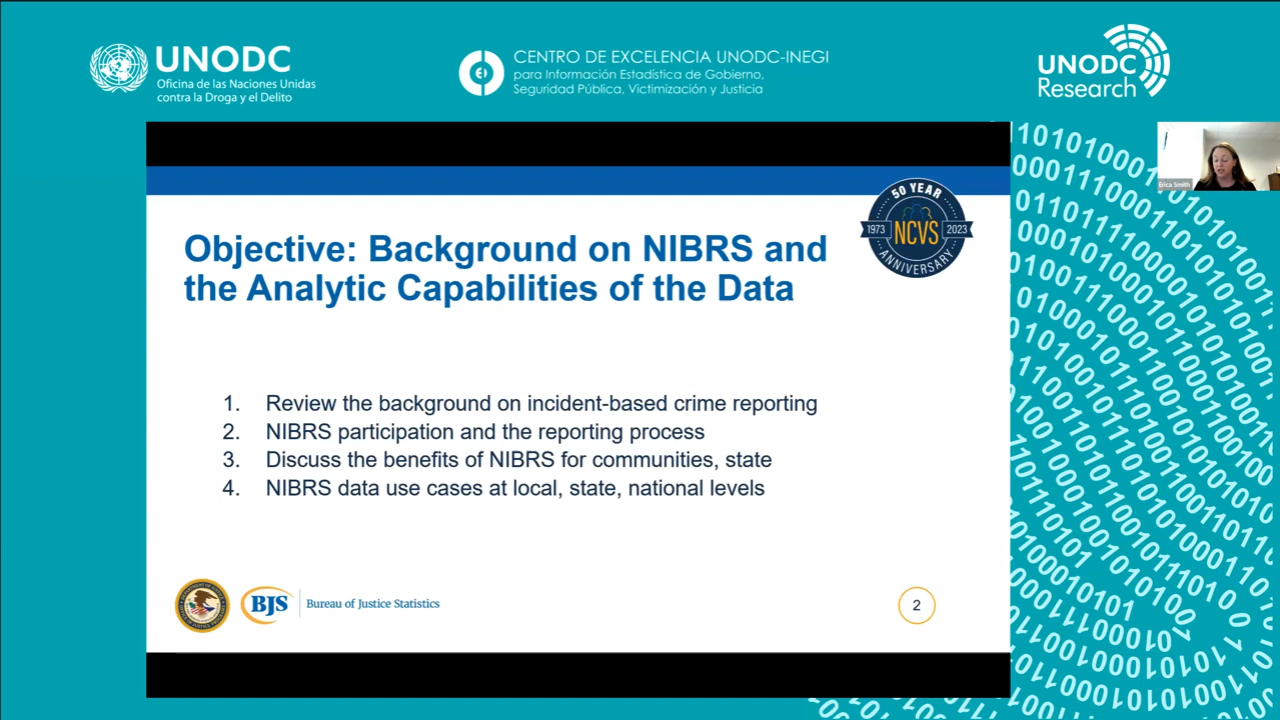 UNODC
Oficina de las Naciones Unidas
contra la Droga y el Delito
CENTRO DE EXCELENCIA UNODC-INEGI
para Información Estadística de Gobierno,
Seguridad Pública, Victimización y Justicia
UNODC
Research
Erica Smith
50 YEAR
1973 NCVS 2023
ANNIVERSARY
Objective: Background on NIBRS and
the Analytic Capabilities of the Data
1. Review the background on incident-based crime reporting
2. NIBRS participation and the reporting process
3. Discuss the benefits of NIBRS for communities, state
4. NIBRS data use cases at local, state, national levels
BJS Bureau of Justice Statistics
2